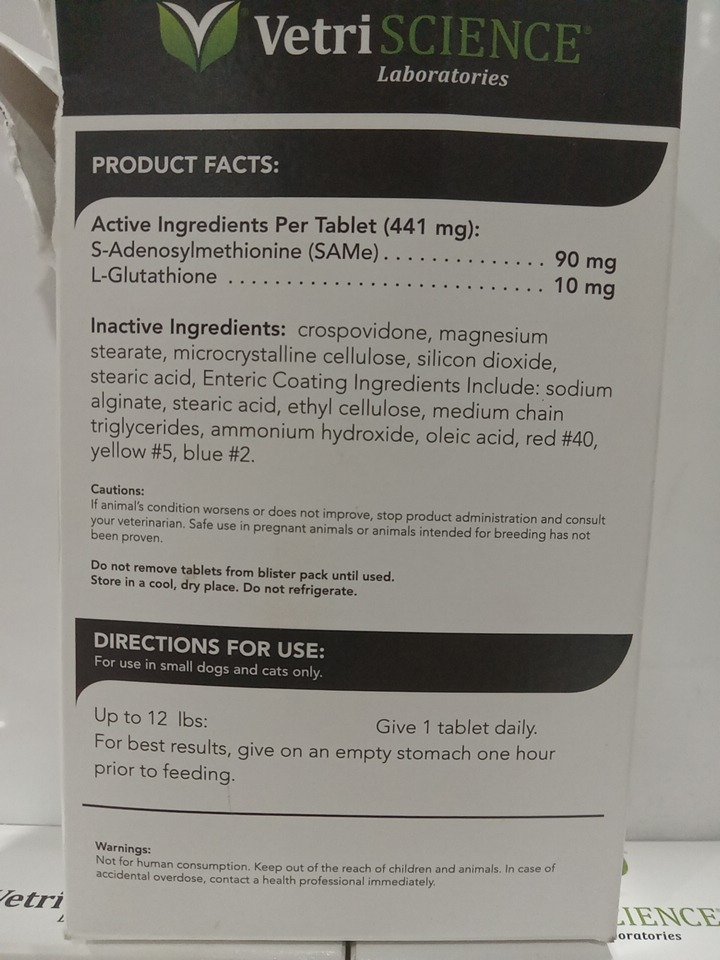 VetriSCIENCE®
Laboratories
PRODUCT FACTS:
Active Ingredients Per Tablet (441 mg):
S-Adenosylmethionine (SAMe) . . . . . . . . . . . . . . 90 mg
L-Glutathione . . . . . . . . . . . . . . . . . . . . . . . . . . . 10 mg
Inactive Ingredients: crospovidone, magnesium
stearate, microcrystalline cellulose, silicon dioxide,
stearic acid, Enteric Coating Ingredients Include: sodium
alginate, stearic acid, ethyl cellulose, medium chain
triglycerides, ammonium hydroxide, oleic acid, red #40,
yellow #5, blue #2.
Cautions:
If animal's condition worsens or does not improve, stop product administration and consult
your veterinarian. Safe use in pregnant animals or animals intended for breeding has not
been proven.
Do not remove tablets from blister pack until used.
Store in a cool, dry place. Do not refrigerate.
DIRECTIONS FOR USE:
For use in small dogs and cats only.
Up to 12 lbs: Give 1 tablet daily.
For best results, give on an empty stomach one hour
prior to feeding.
Warnings:
Not for human consumption. Keep out of the reach of children and animals. In case of
accidental overdose, contact a health professional immediately.
Vetri
LIENCE
oratories